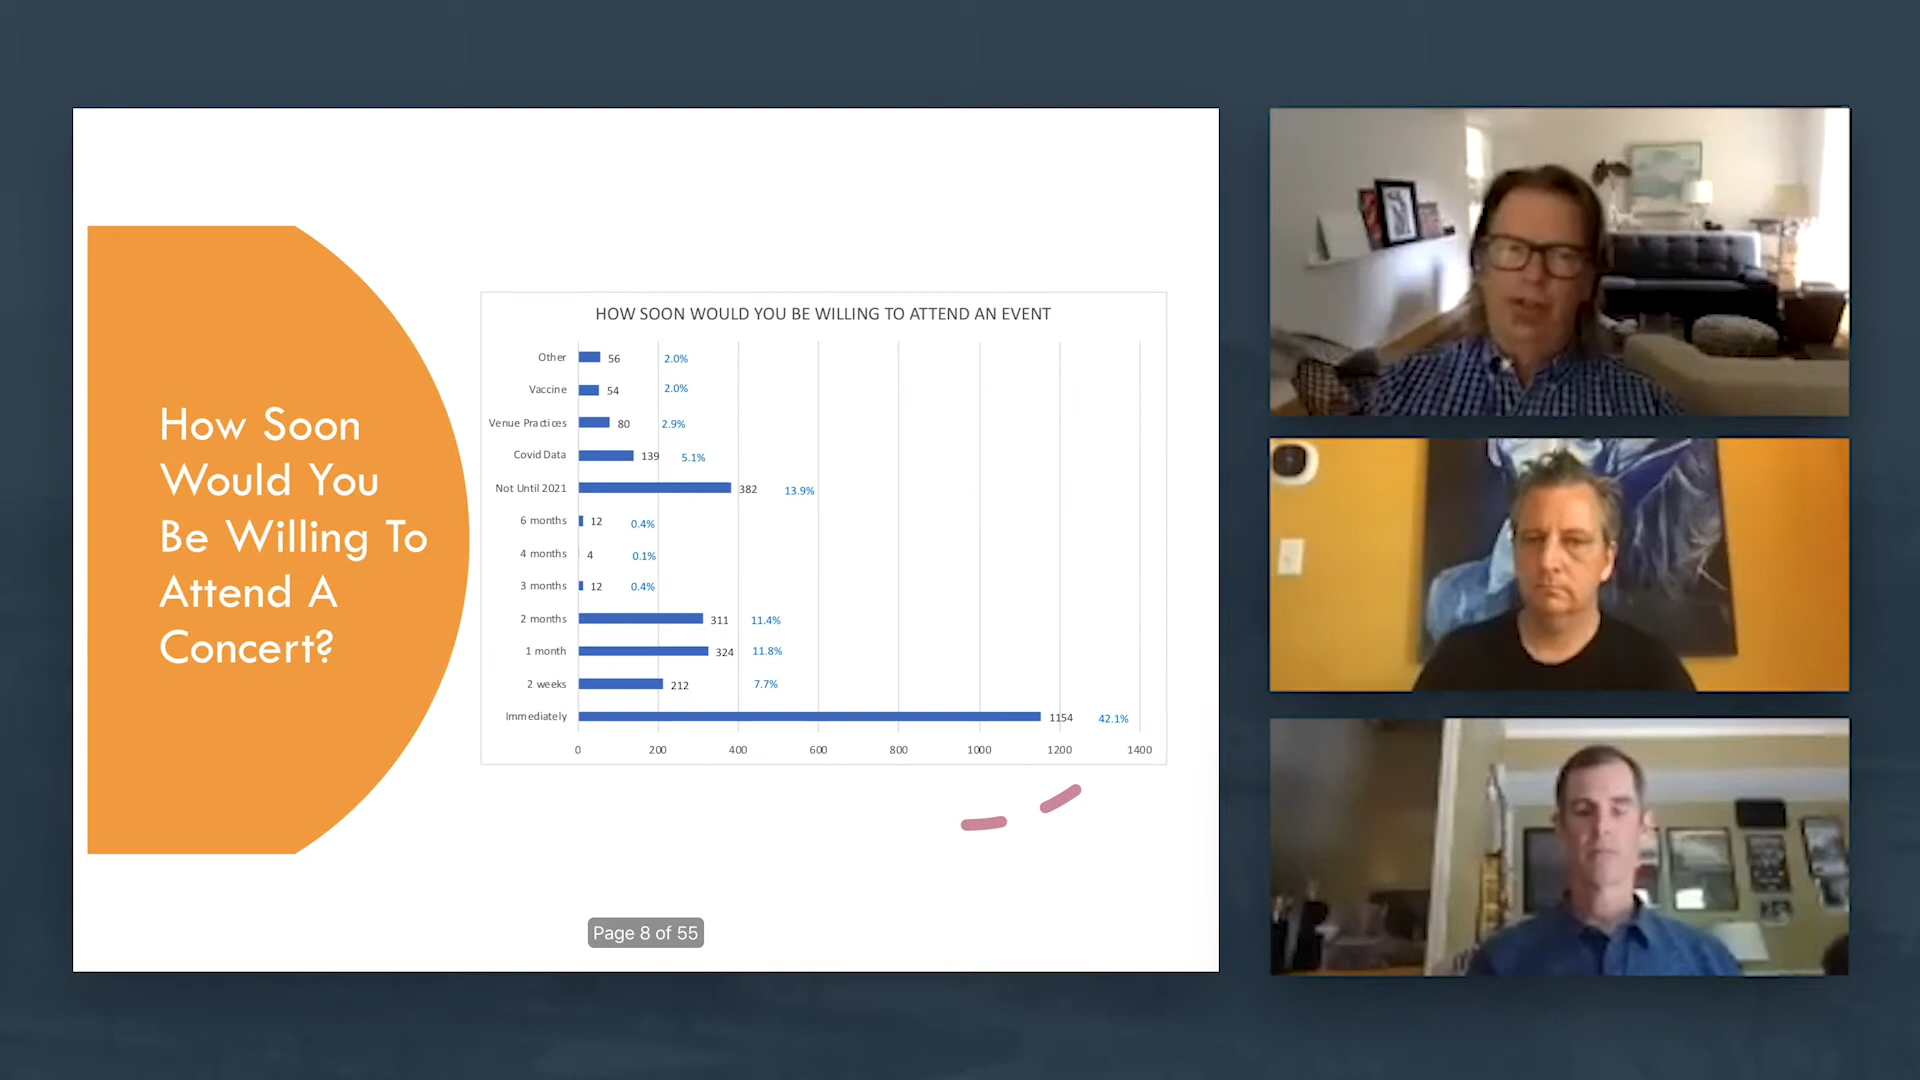 How Soon
Would You
Be Willing To
Attend A
Concert?
HOW SOON WOULD YOU BE WILLING TO ATTEND AN EVENT
Other 56 2.0%
Vaccine 54 2.0%
Venue Practices 80 2.9%
Covid Data 139 5.1%
Not Until 2021 382 13.9%
6 months 12 0.4%
4 months 4 0.1%
3 months 12 0.4%
2 months 311 11.4%
1 month 324 11.8%
2 weeks 212 7.7%
Immediately 1154 42.1%
0 200 400 600 800 1000 1200 1400
Page 8 of 55